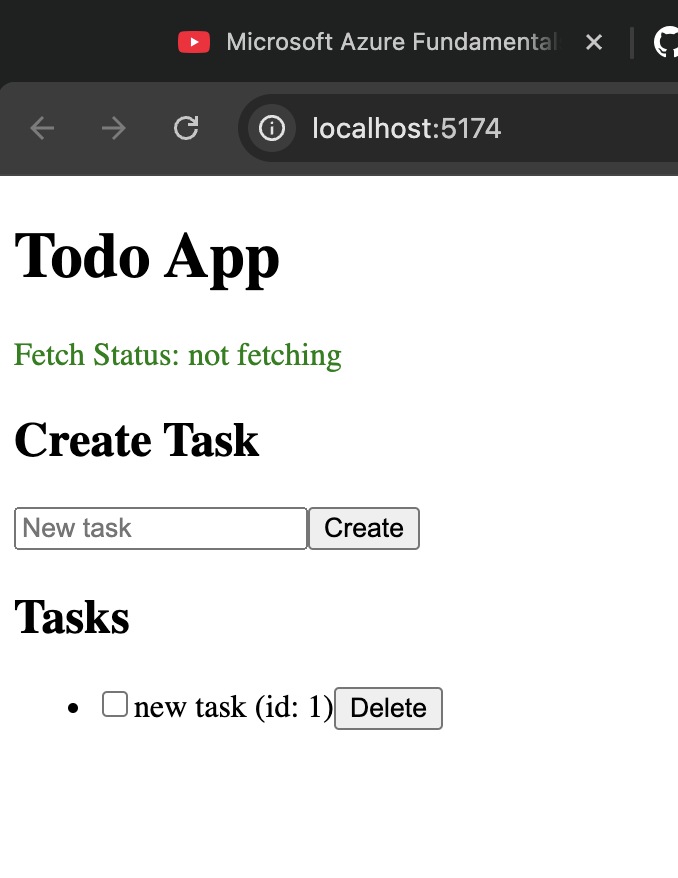 Microsoft Azure Fundamental
localhost:5174
Todo App
Fetch Status: not fetching
Create Task
New task
Create
Tasks
new task (id: 1)
Delete